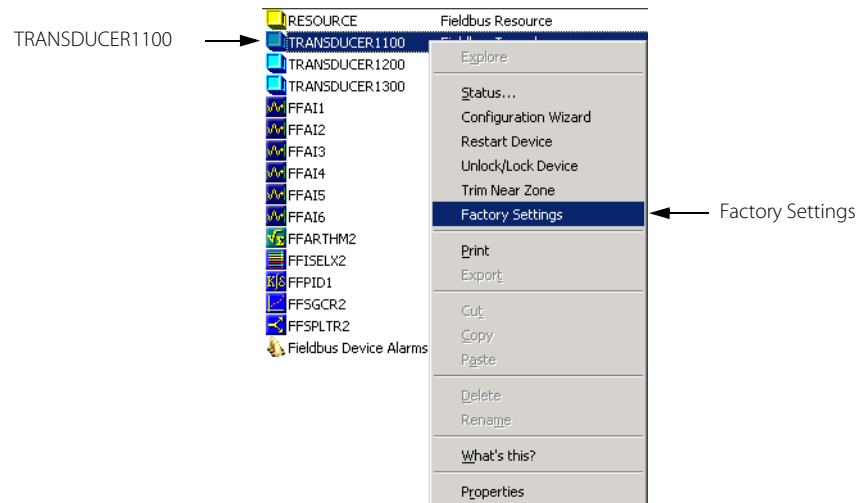 RESOURCE Fieldbus Resource
TRANSDUCER1100
TRANSDUCER1100
TRANSDUCER1200
TRANSDUCER1300
FFAI1
FFAI2
FFAI3
FFAI4
FFAI5
FFAI6
FFARTHM2
FFISELX2
FFPID1
FFSGCR2
FFSPLTR2
Fieldbus Device Alarms
Explore
Status...
Configuration Wizard
Restart Device
Unlock/Lock Device
Trim Near Zone
Factory Settings
Factory Settings
Print
Export
Cut
Copy
Paste
Delete
Rename
What's this?
Properties